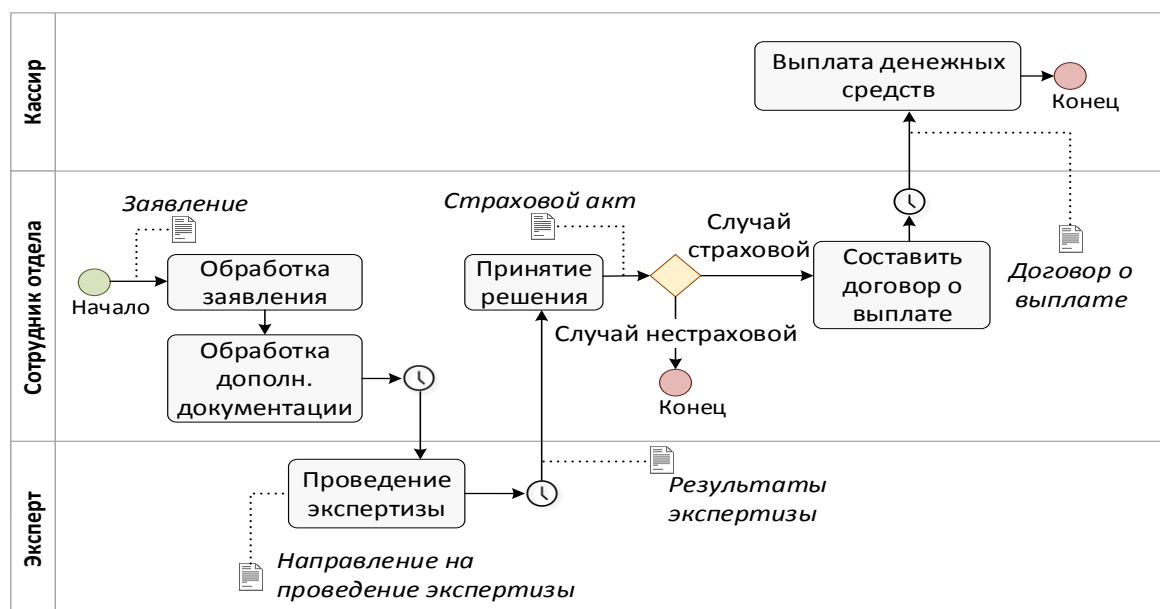 Кассир
Выплата денежных
средств
Конец
Сотрудник отдела
Заявление
Начало
Обработка
заявления
Обработка
дополн.
документации
Страховой акт
Принятие
решения
Случай
страховой
Случай нестраховой
Конец
Составить
договор о
выплате
Договор о
выплате
Эксперт
Проведение
экспертизы
Направление на
проведение экспертизы
Результаты
экспертизы